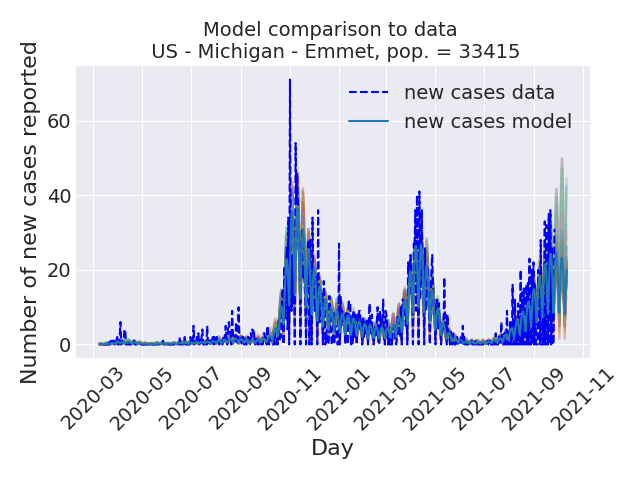 Model comparison to data
US - Michigan - Emmet, pop. = 33415
Number of new cases reported
60
40
20
0
new cases data
new cases model
2020-03
2020-05
2020-07
2020-09
2020-11
2021-01
2021-03
2021-05
2021-07
2021-09
2021-11
Day